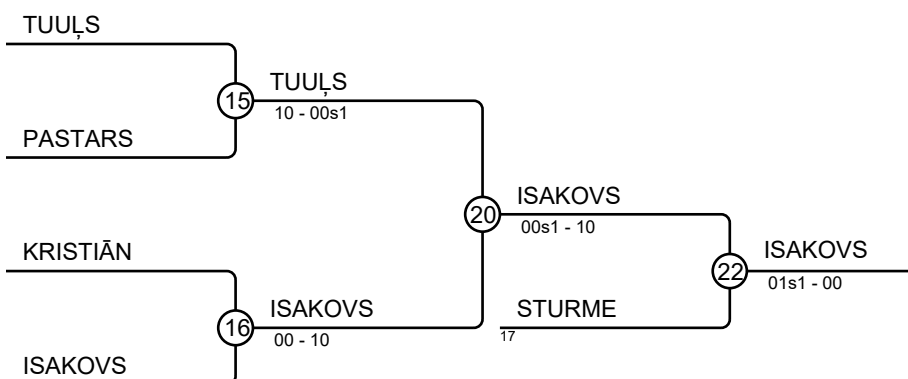 TUUĻS
15
TUUĻS
10 - 00s1
PASTARS
20
ISAKOVS
00s1 - 10
KRISTIĀN
22
ISAKOVS
01s1 - 00
16
ISAKOVS
00 - 10
STURME
17
ISAKOVS